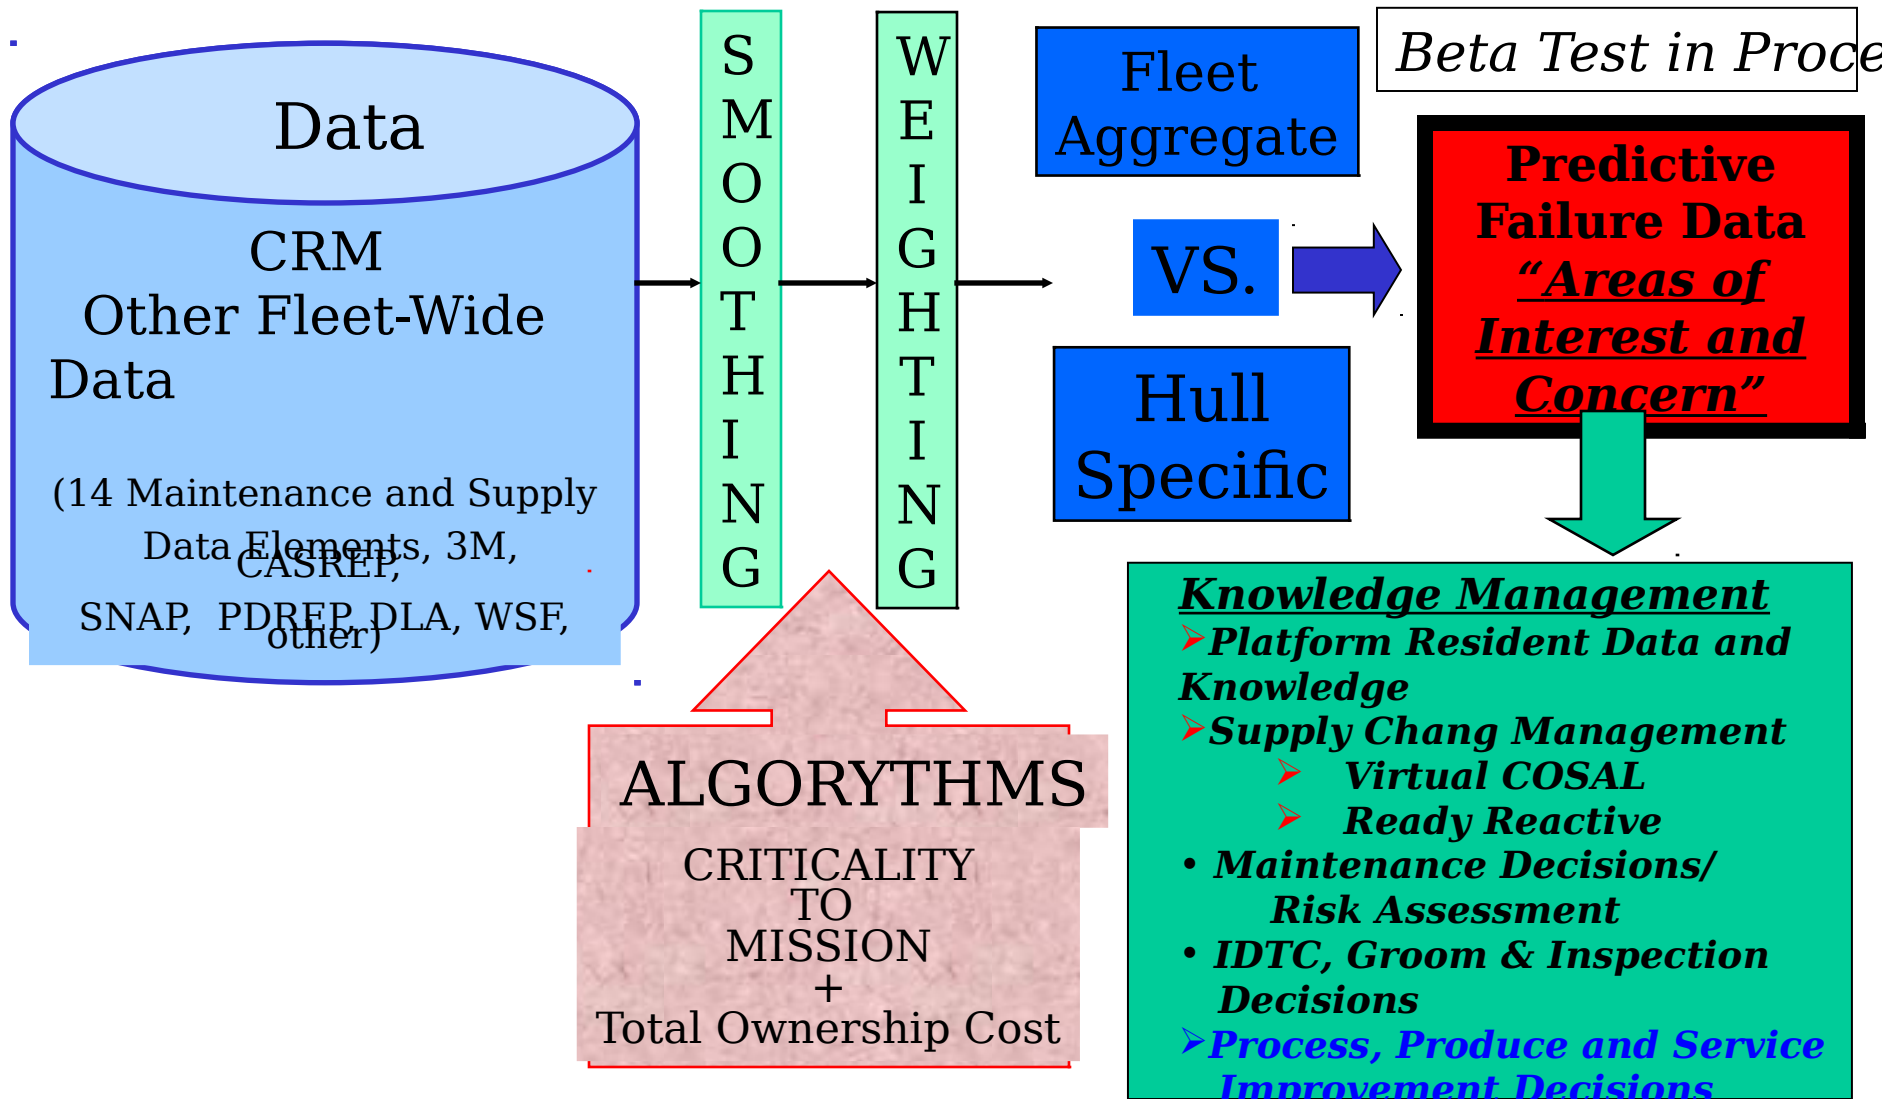 Data
CRM
Other Fleet-Wide
Data
(14 Maintenance and Supply
Data Elements, 3M,
CASREP,
SNAP, PDREP, DLA, WSF,
other)
SMOOTHING
WEIGHTING
Fleet
Aggregate
VS.
Hull
Specific
Beta Test in Proce
Predictive
Failure Data
“Areas of
Interest and
Concern”
ALGORYTHMS
CRITICALITY
TO
MISSION
+
Total Ownership Cost
Knowledge Management
➢Platform Resident Data and
Knowledge
➢Supply Chang Management
➢ Virtual COSAL
➢ Ready Reactive
• Maintenance Decisions/
Risk Assessment
• IDTC, Groom & Inspection
Decisions
➢Process, Produce and Service
Improvement Decisions